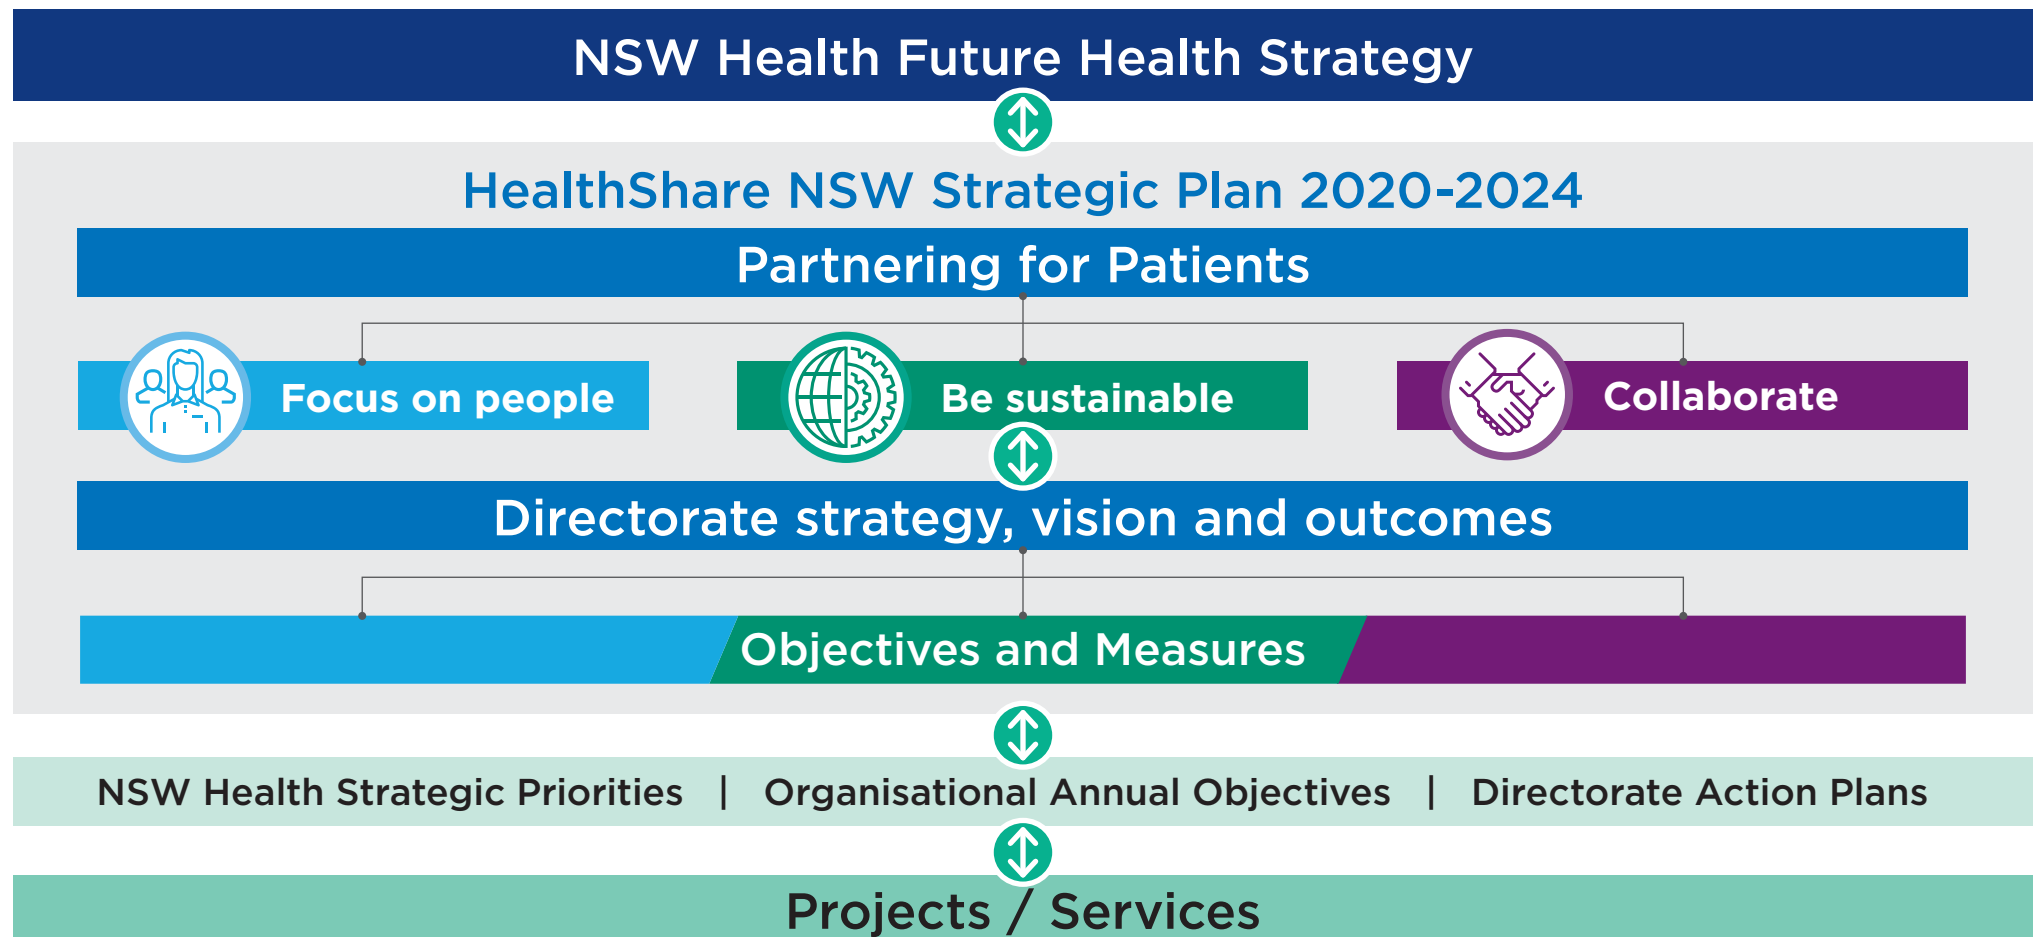 NSW Health Future Health Strategy
HealthShare NSW Strategic Plan 2020-2024
Partnering for Patients
Focus on people
Be sustainable
Collaborate
Directorate strategy, vision and outcomes
Objectives and Measures
NSW Health Strategic Priorities | Organisational Annual Objectives | Directorate Action Plans
Projects / Services